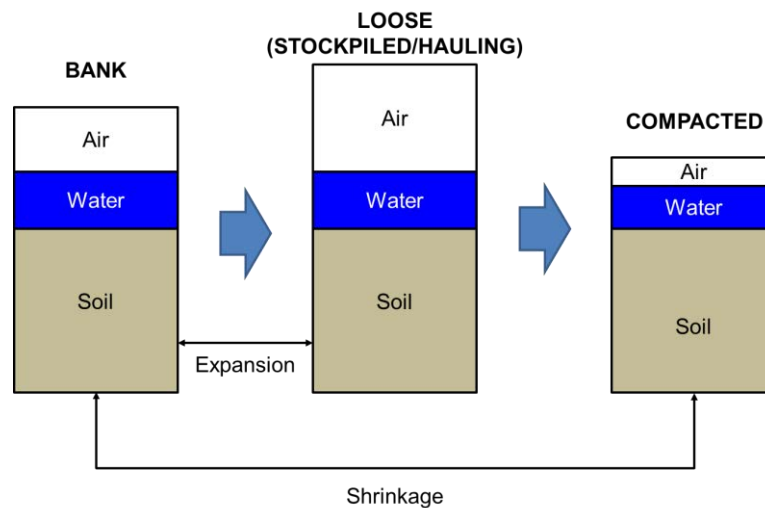 LOOSE
(STOCKPILED/HAULING)
BANK
COMPACTED
Air
Air
Air
Water
Water
Water
Soil
Soil
Soil
Expansion
Shrinkage